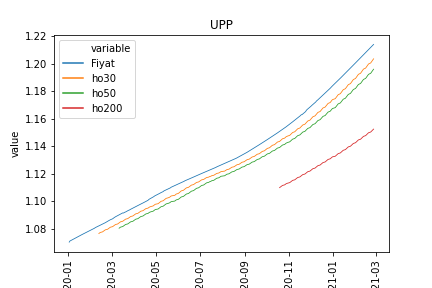 UPP
1.22
1.20
1.18
1.16
1.14
1.12
1.10
1.08
value
variable
Fiyat
ho30
ho50
ho200
20-01
20-03
20-05
20-07
20-09
20-11
21-01
21-03